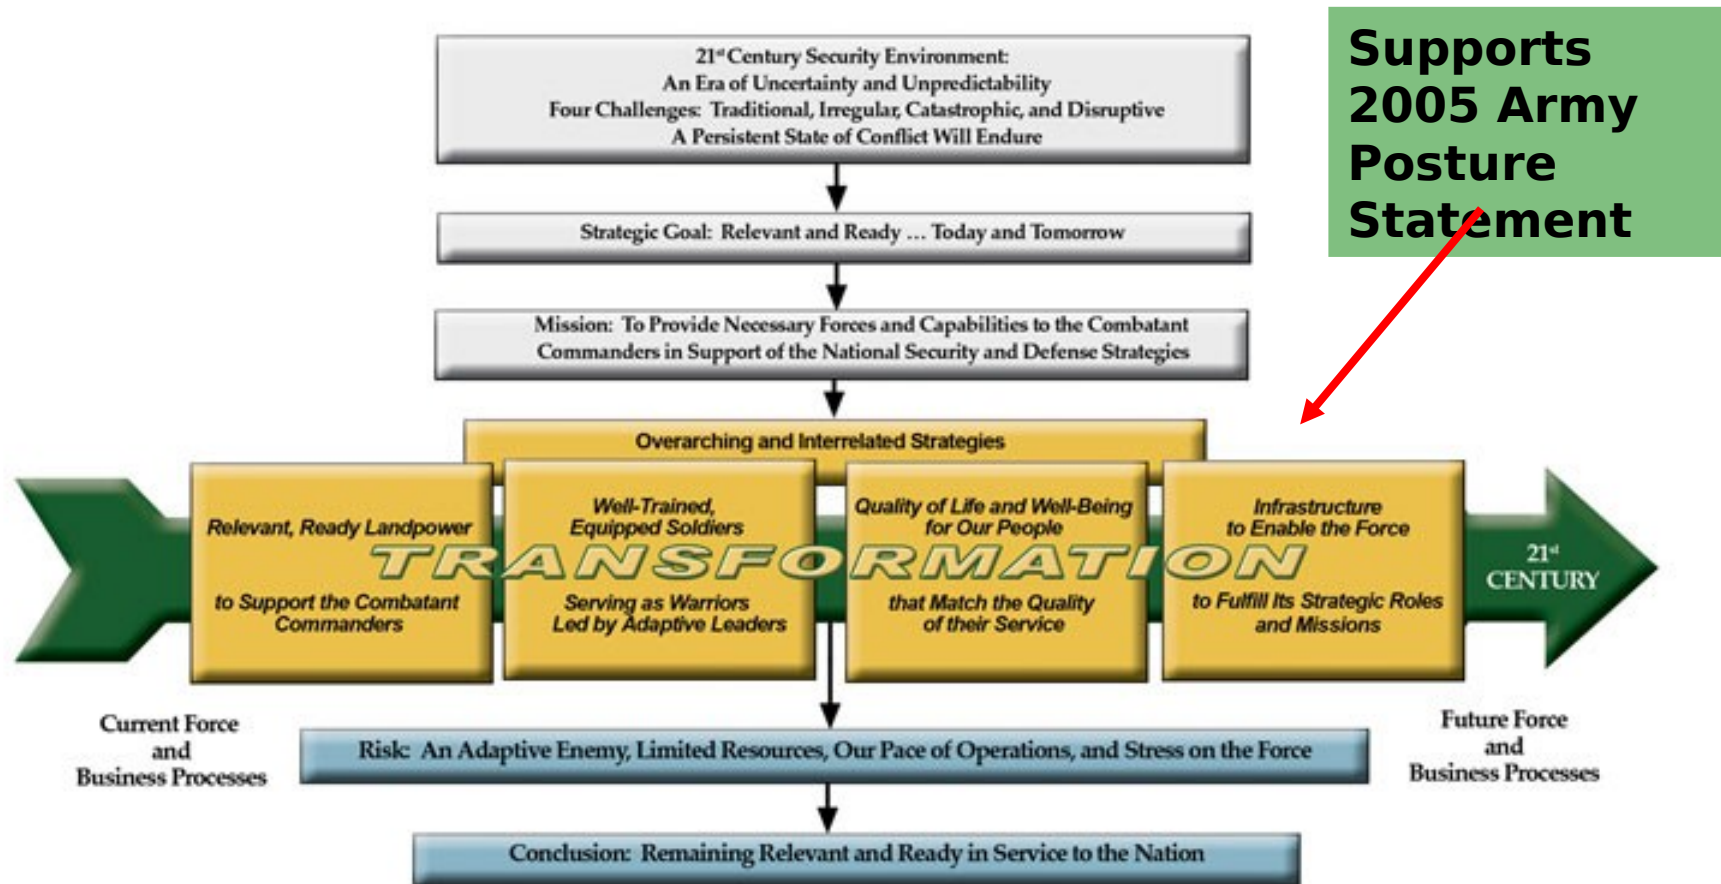 Supports
2005 Army
Posture
Statement
21st Century Security Environment:
An Era of Uncertainty and Unpredictability
Four Challenges: Traditional, Irregular, Catastrophic, and Disruptive
A Persistent State of Conflict Will Endure
Strategic Goal: Relevant and Ready ... Today and Tomorrow
Mission: To Provide Necessary Forces and Capabilities to the Combatant
Commanders in Support of the National Security and Defense Strategies
Overarching and Interrelated Strategies
Relevant, Ready Landpower
to Support the Combatant
Commanders
Well-Trained,
Equipped Soldiers
Serving as Warriors
Led by Adaptive Leaders
Quality of Life and Well-Being
for Our People
that Match the Quality
of their Service
Infrastructure
to Enable the Force
to Fulfill Its Strategic Roles
and Missions
TRANSFORMATION
21st
CENTURY
Current Force
and
Business Processes
Future Force
and
Business Processes
Risk: An Adaptive Enemy, Limited Resources, Our Pace of Operations, and Stress on the Force
Conclusion: Remaining Relevant and Ready in Service to the Nation